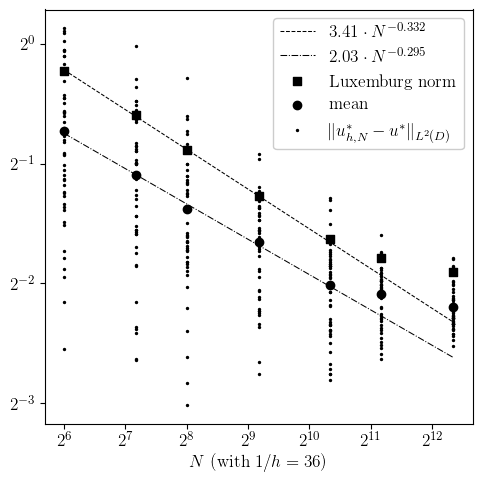 3.41 · N^{-0.332}
2.03 · N^{-0.295}
Luxemburg norm
mean
||u^*_{h,N} − u^*||_{L^2(D)}
2^0
2^{-1}
2^{-2}
2^{-3}
2^6 2^7 2^8 2^9 2^{10} 2^{11} 2^{12}
N (with 1/h = 36)